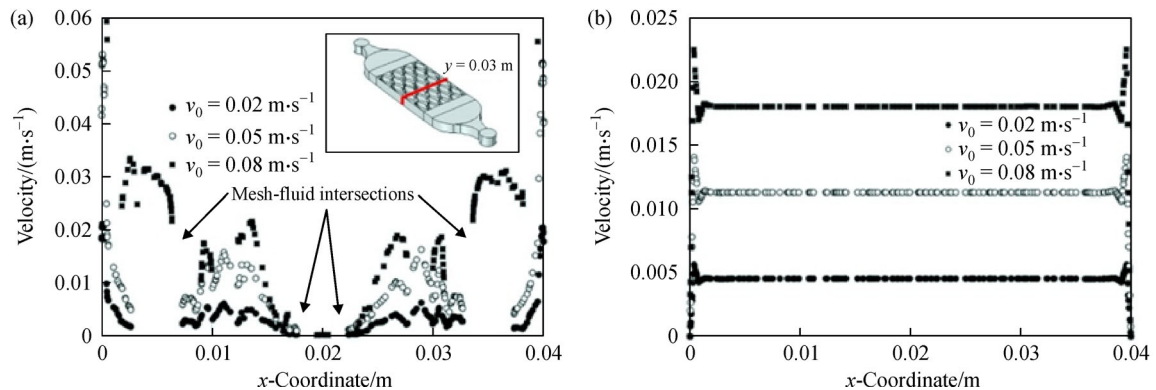 (a)
0.06
0.05
0.04
0.03
0.02
0.01
0
Velocity/(m·s⁻¹)
y = 0.03 m
v₀ = 0.02 m·s⁻¹
v₀ = 0.05 m·s⁻¹
v₀ = 0.08 m·s⁻¹
Mesh-fluid intersections
0 0.01 0.02 0.03 0.04
x-Coordinate/m
(b)
0.025
0.020
0.015
0.010
0.005
0
Velocity/(m·s⁻¹)
v₀ = 0.02 m·s⁻¹
v₀ = 0.05 m·s⁻¹
v₀ = 0.08 m·s⁻¹
0 0.01 0.02 0.03 0.04
x-Coordinate/m